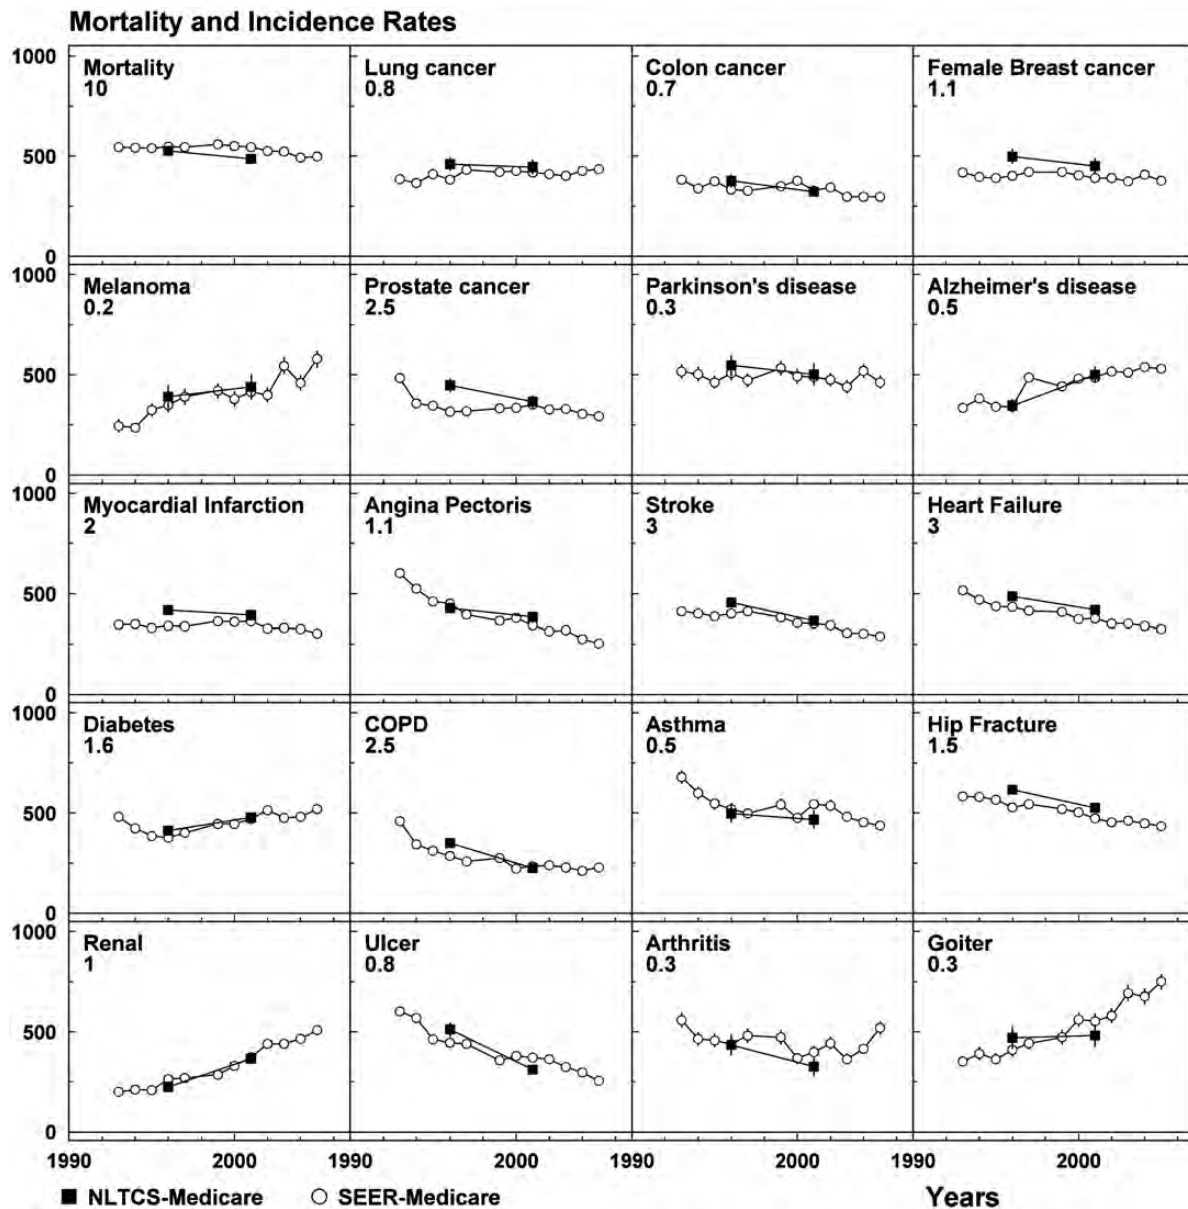 Mortality and Incidence Rates
1000
500
0
Mortality
10
Lung cancer
0.8
Colon cancer
0.7
Female Breast cancer
1.1
1000
500
0
Melanoma
0.2
Prostate cancer
2.5
Parkinson's disease
0.3
Alzheimer's disease
0.5
1000
500
0
Myocardial Infarction
2
Angina Pectoris
1.1
Stroke
3
Heart Failure
3
1000
500
0
Diabetes
1.6
COPD
2.5
Asthma
0.5
Hip Fracture
1.5
1000
500
0
Renal
1
Ulcer
0.8
Arthritis
0.3
Goiter
0.3
1990 2000 1990 2000 1990 2000 1990 2000
NLTCS-Medicare SEER-Medicare Years